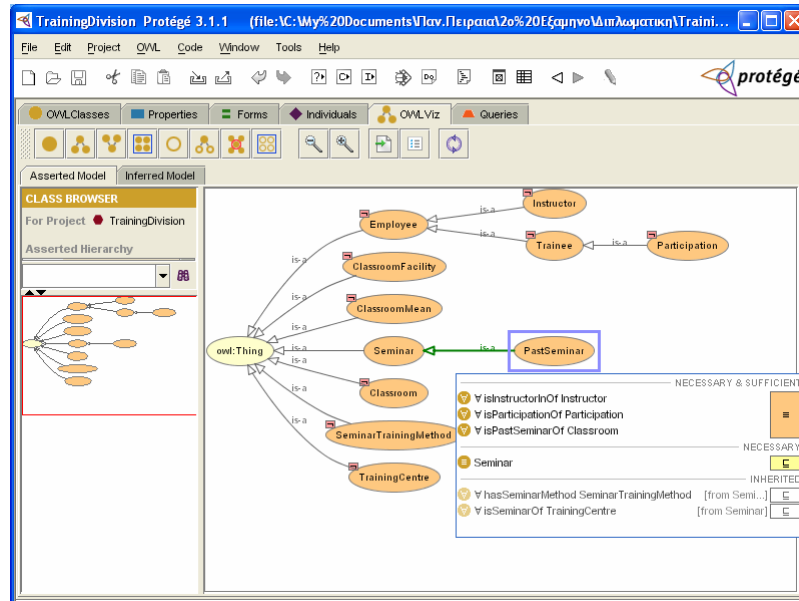 TrainingDivision Protégé 3.1.1 (file:\C:\My%20Documents\Παν.Πειραια\2ο%20Εξαμηνο\Διπλωματικη\Traini...
File Edit Project OWL Code Window Tools Help
protégé
OWLClasses Properties Forms Individuals OWLViz Queries
Asserted Model Inferred Model
CLASS BROWSER
For Project TrainingDivision
Asserted Hierarchy
Instructor
is-a
Employee
is-a
Trainee
is-a
Participation
is-a
ClassroomFacility
is-a
ClassroomMean
is-a
owl:Thing
is-a
Seminar
is-a
PastSeminar
is-a
Classroom
is-a
SeminarTrainingMethod
TrainingCentre
NECESSARY & SUFFICIENT
∀ isInstructorInOf Instructor
∀ isParticipationOf Participation
∀ isPastSeminarOf Classroom
≡
NECESSARY
Seminar
⊑
INHERITED
∀ hasSeminarMethod SeminarTrainingMethod [from Semi...] ⊑
∀ isSeminarOf TrainingCentre [from Seminar] ⊑